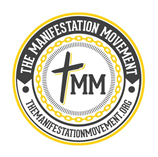 THE MANIFESTATION MOVEMENT
TMM
THEMANIFESTATIONMOVEMENT.ORG